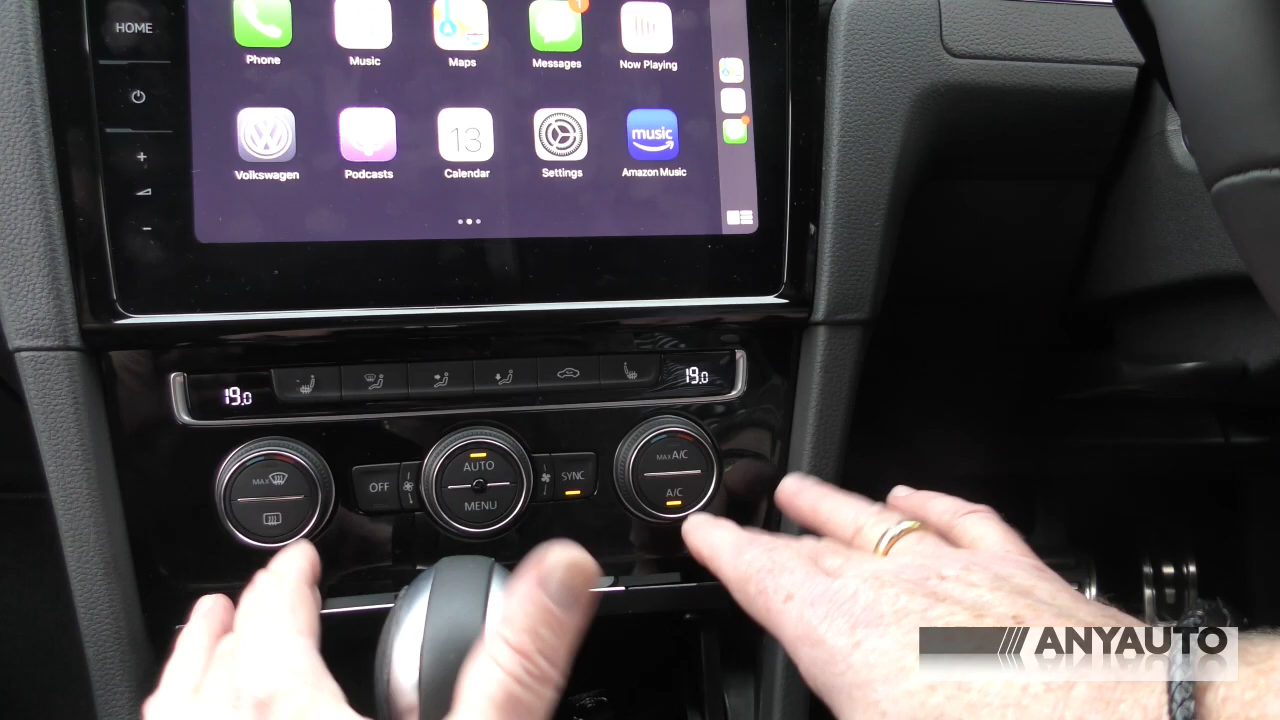 HOME
Phone
Music
Maps
1
Messages
Now Playing
Volkswagen
Podcasts
13
Calendar
Settings
music
Amazon Music
19.0
19.0
MAX
OFF
AUTO
MENU
SYNC
MAX A/C
A/C
ANYAUTO